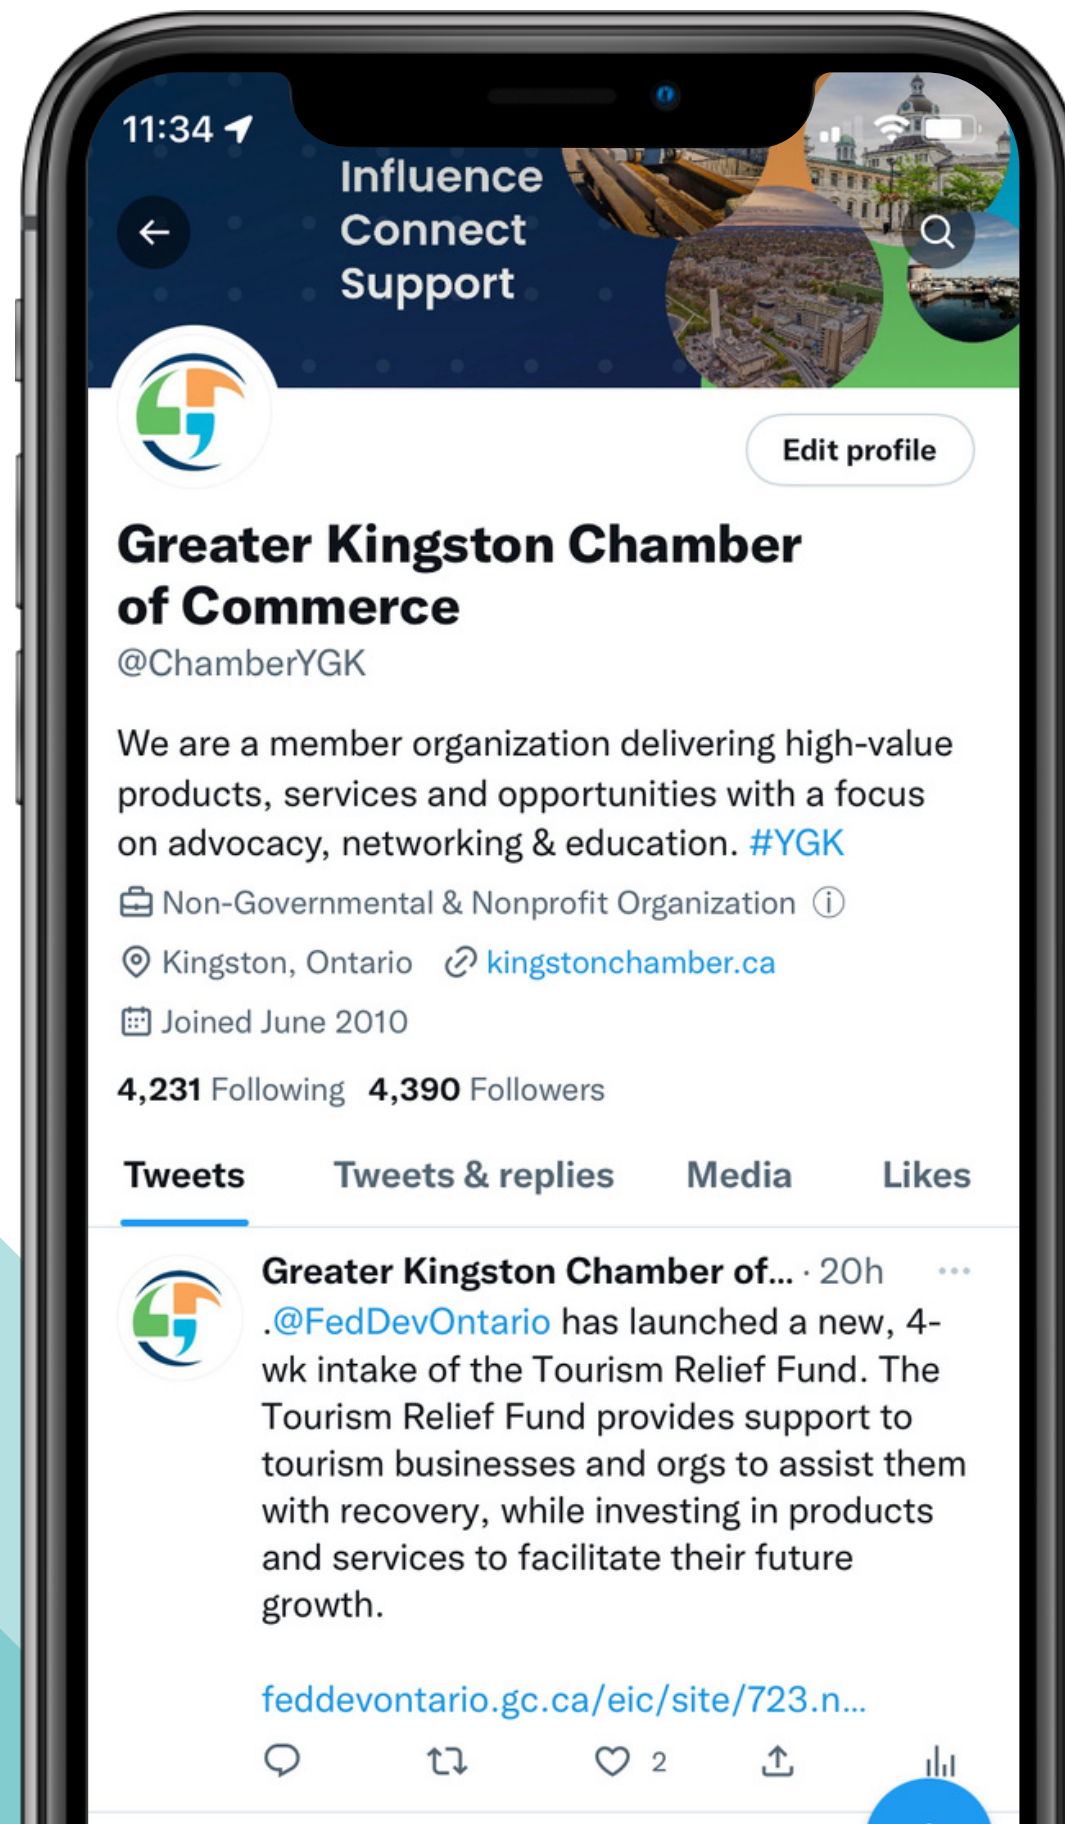 11:34
Influence
Connect
Support
Edit profile
Greater Kingston Chamber
of Commerce
@ChamberYGK
We are a member organization delivering high-value
products, services and opportunities with a focus
on advocacy, networking & education. #YGK
Non-Governmental & Nonprofit Organization
Kingston, Ontario kingstonchamber.ca
Joined June 2010
4,231 Following 4,390 Followers
Tweets Tweets & replies Media Likes
Greater Kingston Chamber of... · 20h
.@FedDevOntario has launched a new, 4-
wk intake of the Tourism Relief Fund. The
Tourism Relief Fund provides support to
tourism businesses and orgs to assist them
with recovery, while investing in products
and services to facilitate their future
growth.
feddevontario.gc.ca/eic/site/723.n...
2